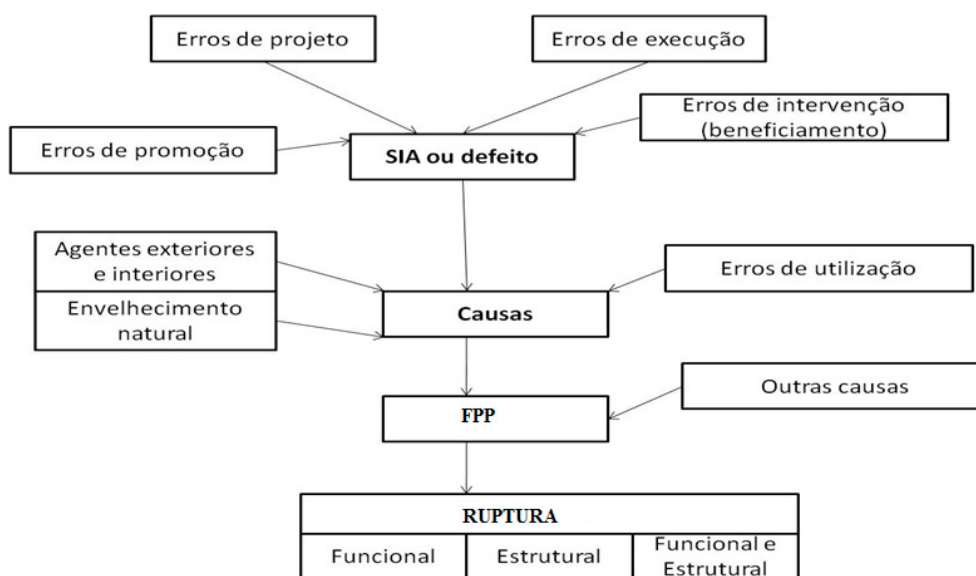 Erros de projeto
Erros de execução
Erros de intervenção
(beneficiamento)
Erros de promoção
SIA ou defeito
Agentes exteriores
e interiores
Envelhecimento
natural
Erros de utilização
Causas
Outras causas
FPP
RUPTURA
Funcional
Estrutural
Funcional e
Estrutural